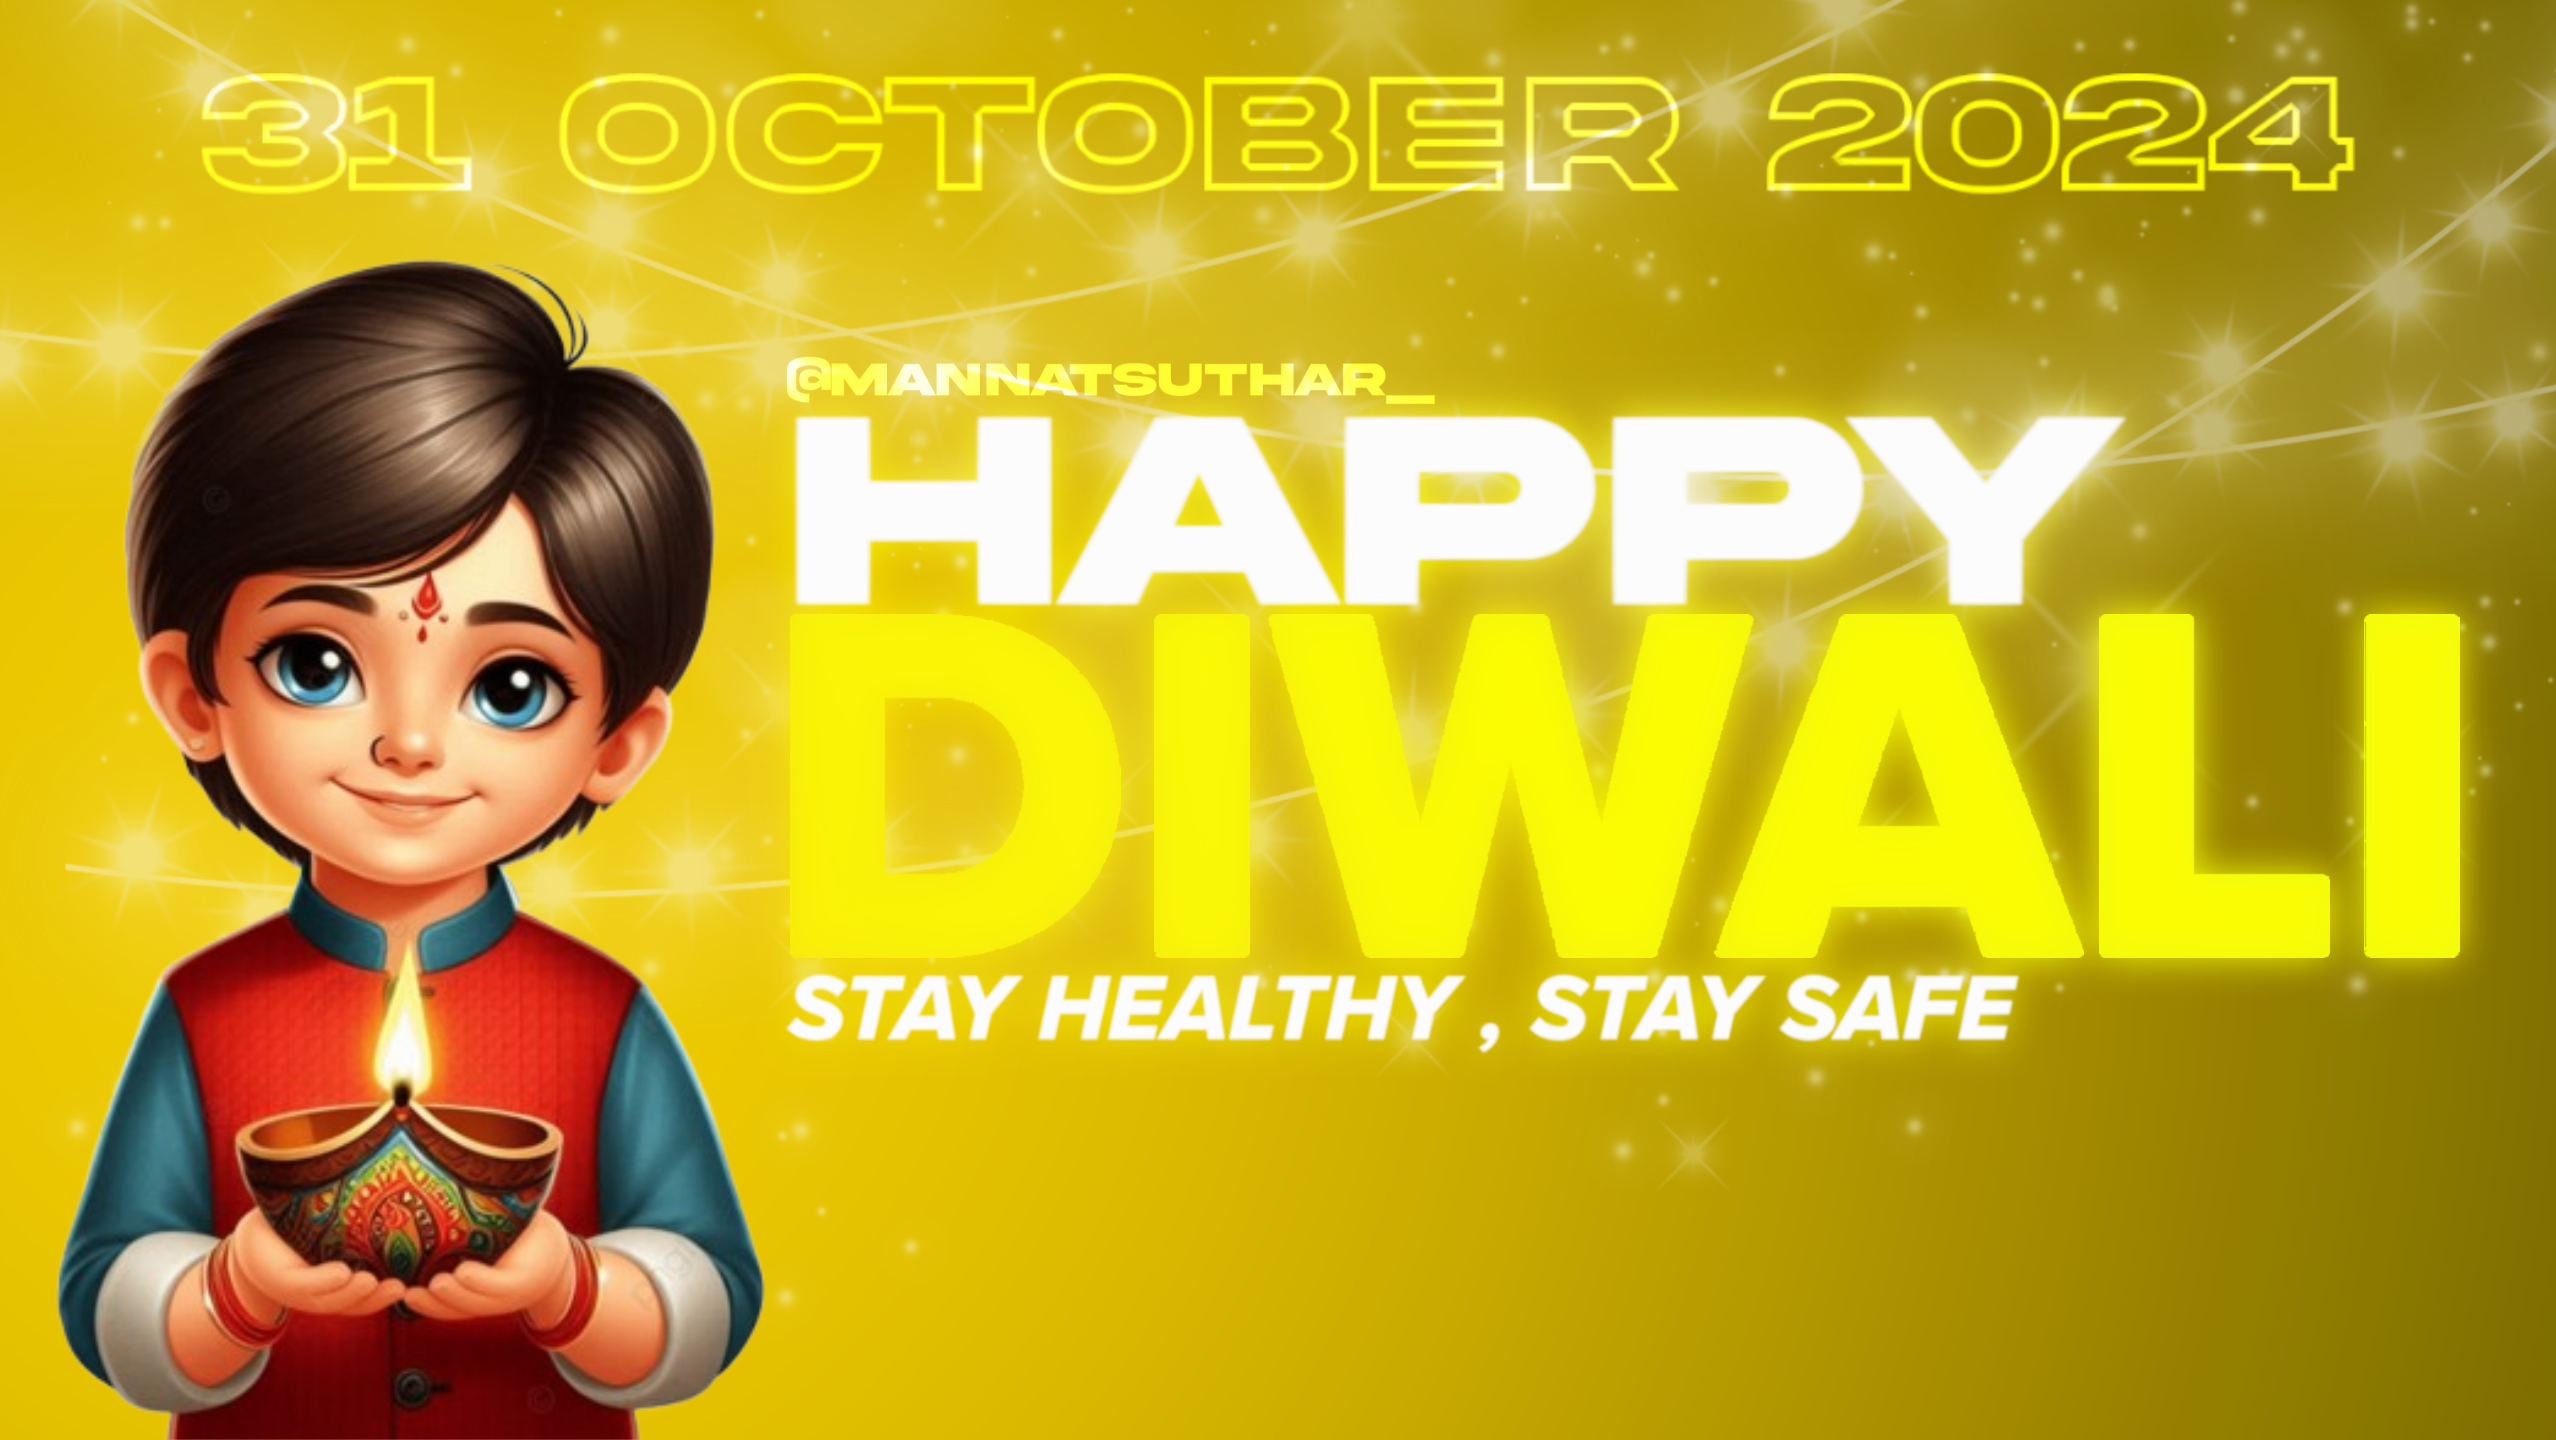 31 OCTOBER 2024
@MANNATSUTHAR_
HAPPY
DIWALI
STAY HEALTHY , STAY SAFE